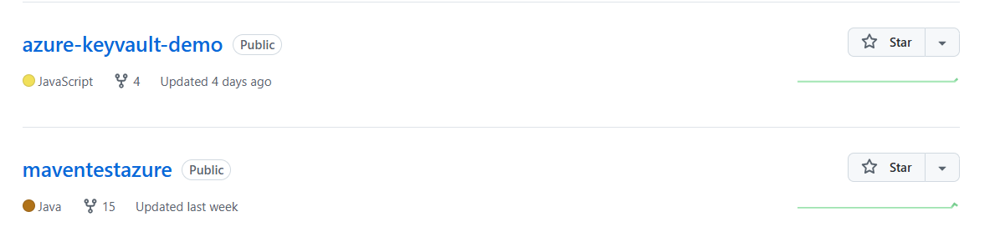 azure-keyvault-demo Public Star
JavaScript 4 Updated 4 days ago
maventestazure Public Star
Java 15 Updated last week